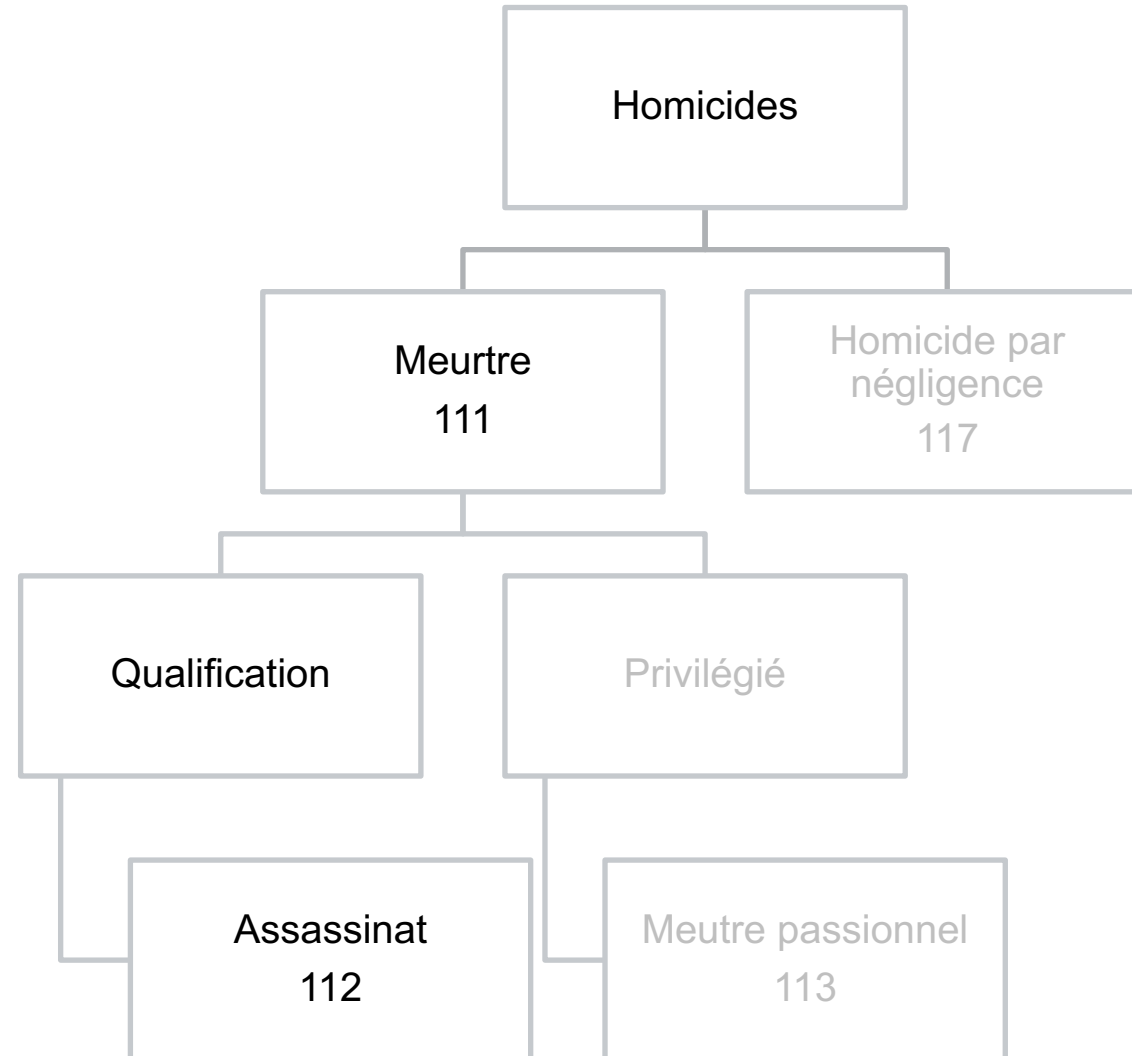 Homicides
Meurtre
111
Homicide par
négligence
117
Qualification
Privilégié
Assassinat
112
Meutre passionnel
113